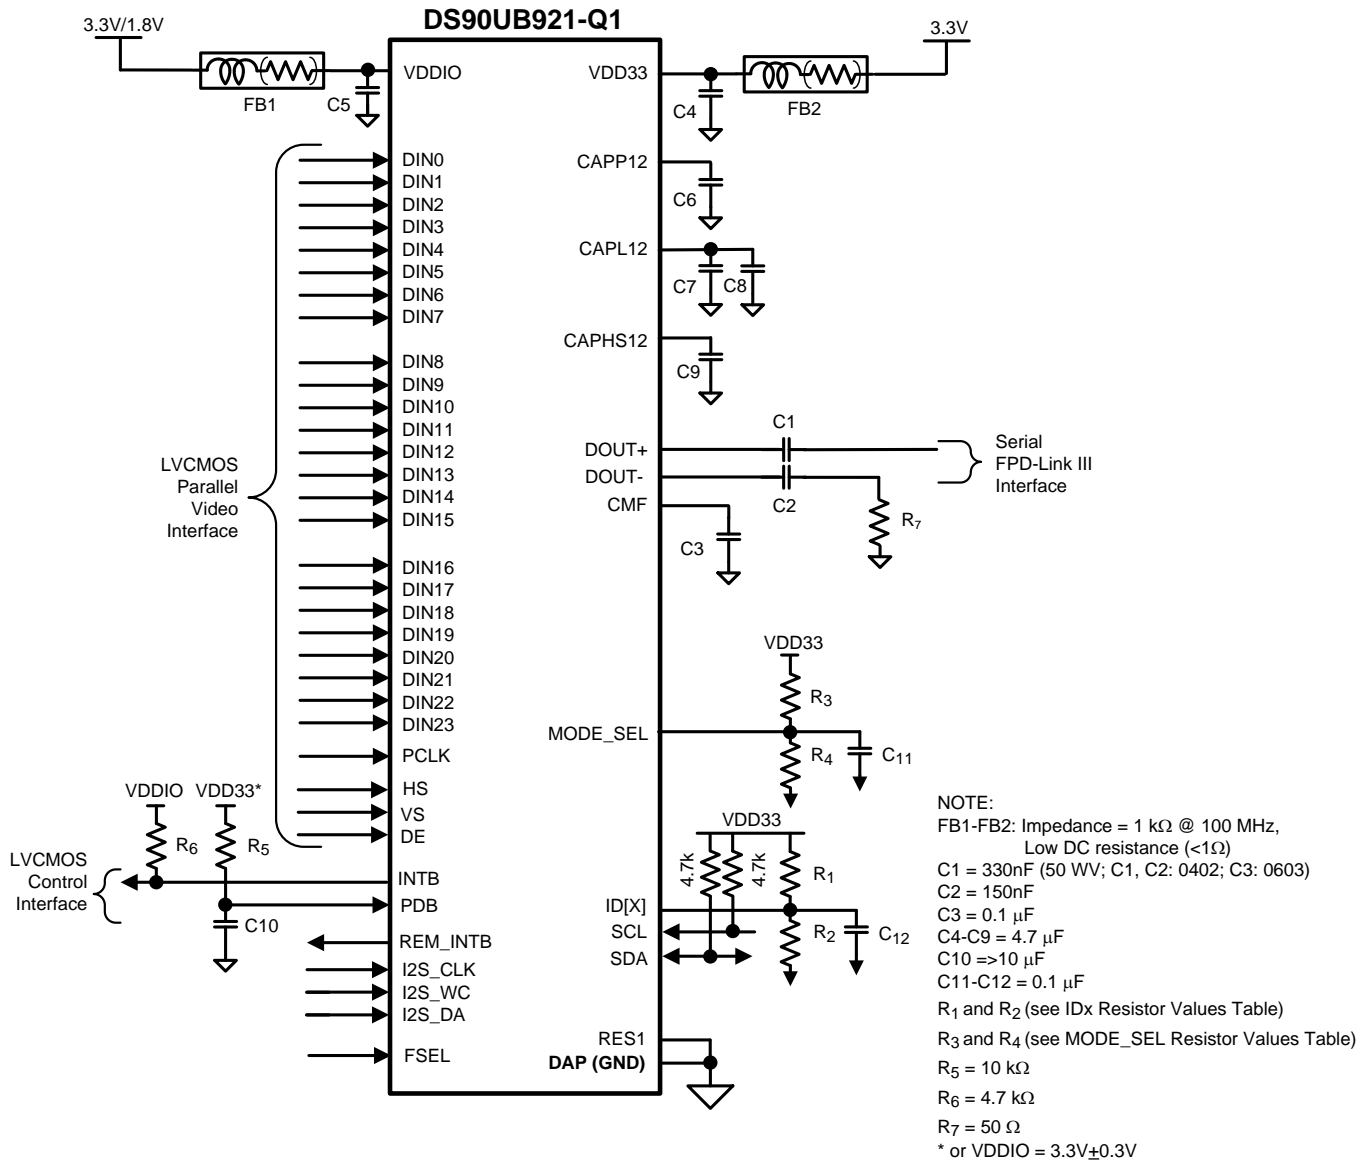 DS90UB921-Q1
3.3V/1.8V
3.3V
VDDIO
VDD33
FB1
C5
C4
FB2
DIN0
DIN1
DIN2
DIN3
DIN4
DIN5
DIN6
DIN7
CAPP12
C6
CAPL12
C7
C8
CAPHS12
C9
DIN8
DIN9
DIN10
DIN11
DIN12
DIN13
DIN14
DIN15
LVCMOS
Parallel
Video
Interface
C1
DOUT+
DOUT-
CMF
C2
R7
C3
Serial
FPD-Link III
Interface
DIN16
DIN17
DIN18
DIN19
DIN20
DIN21
DIN22
DIN23
PCLK
HS
VS
DE
VDD33
R3
MODE_SEL
R4
C11
VDDIO
VDD33*
R6
R5
LVCMOS
Control
Interface
INTB
PDB
C10
REM_INTB
I2S_CLK
I2S_WC
I2S_DA
FSEL
VDD33
4.7k
4.7k
R1
ID[X]
SCL
SDA
R2
C12
RES1
DAP (GND)
NOTE:
FB1-FB2: Impedance = 1 kΩ @ 100 MHz,
Low DC resistance (<1Ω)
C1 = 330nF (50 WV; C1, C2: 0402; C3: 0603)
C2 = 150nF
C3 = 0.1 μF
C4-C9 = 4.7 μF
C10 =>10 μF
C11-C12 = 0.1 μF
R1 and R2 (see IDx Resistor Values Table)
R3 and R4 (see MODE_SEL Resistor Values Table)
R5 = 10 kΩ
R6 = 4.7 kΩ
R7 = 50 Ω
* or VDDIO = 3.3V±0.3V